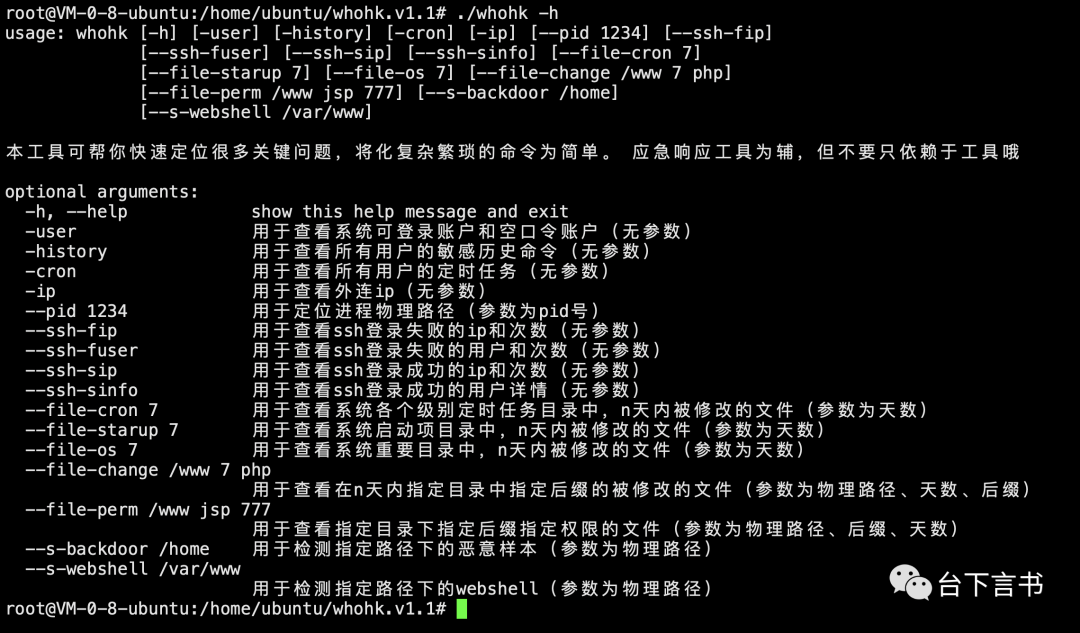 root@VM-0-8-ubuntu:/home/ubuntu/whohk.v1.1# ./whohk -h
usage: whohk [-h] [-user] [-history] [-cron] [-ip] [--pid 1234] [--ssh-fip]
[--ssh-fuser] [--ssh-sip] [--ssh-sinfo] [--file-cron 7]
[--file-starup 7] [--file-os 7] [--file-change /www 7 php]
[--file-perm /www jsp 777] [--s-backdoor /home]
[--s-webshell /var/www]
本工具可帮你快速定位很多关键问题，将化复杂繁琐的命令为简单。 应急响应工具为辅，但不要只依赖于工具哦
optional arguments:
-h, --help show this help message and exit
-user 用于查看系统可登录账户和空口令账户（无参数）
-history 用于查看所有用户的敏感历史命令（无参数）
-cron 用于查看所有用户的定时任务（无参数）
-ip 用于查看外连ip（无参数）
--pid 1234 用于定位进程物理路径（参数为pid号）
--ssh-fip 用于查看ssh登录失败的ip和次数（无参数）
--ssh-fuser 用于查看ssh登录失败的用户和次数（无参数）
--ssh-sip 用于查看ssh登录成功的ip和次数（无参数）
--ssh-sinfo 用于查看ssh登录成功的用户详情（无参数）
--file-cron 7 用于查看系统各个级别定时任务目录中，n天内被修改的文件（参数为天数）
--file-starup 7 用于查看系统启动项目录中，n天内被修改的文件（参数为天数）
--file-os 7 用于查看系统重要目录中，n天内被修改的文件（参数为天数）
--file-change /www 7 php
用于查看在n天内指定目录中指定后缀的被修改的文件（参数为物理路径、天数、后缀）
--file-perm /www jsp 777
用于查看指定目录下指定后缀指定权限的文件（参数为物理路径、后缀、天数）
--s-backdoor /home 用于检测指定路径下的恶意样本（参数为物理路径）
--s-webshell /var/www
用于检测指定路径下的webshell（参数为物理路径）
root@VM-0-8-ubuntu:/home/ubuntu/whohk.v1.1#
台下言书